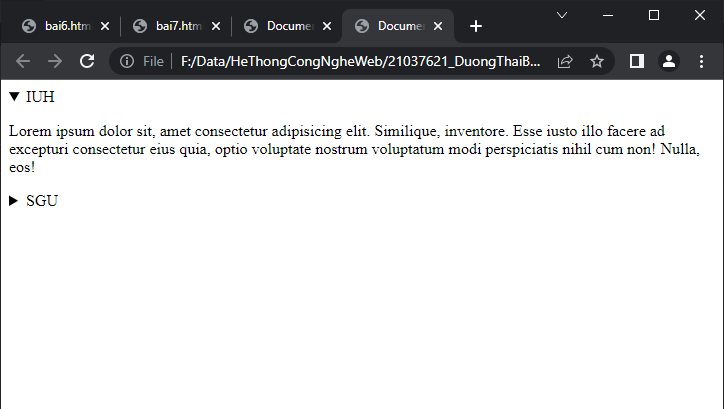 bai6.htm
bai7.htm
Documen
Documen
File
F:/Data/HeThongCongNgheWeb/21037621_DuongThaiB...
IUH
Lorem ipsum dolor sit, amet consectetur adipisicing elit. Similique, inventore. Esse iusto illo facere ad
excepturi consectetur eius quia, optio voluptate nostrum voluptatum modi perspiciatis nihil cum non! Nulla,
eos!
SGU